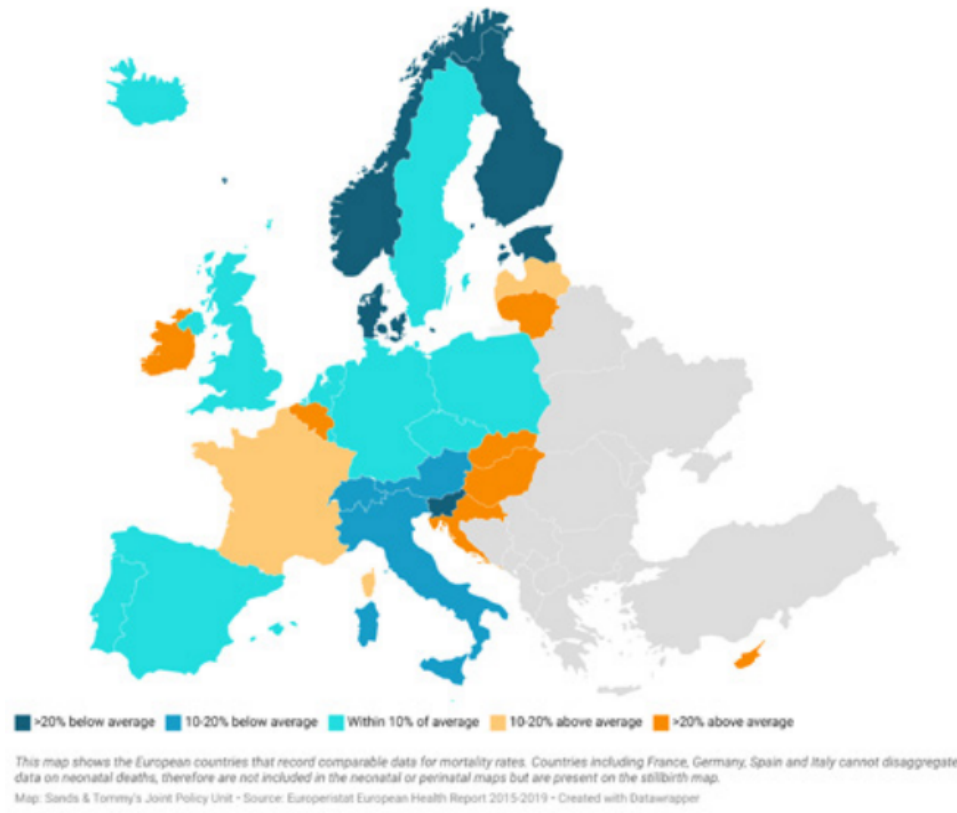 >20% below average 10-20% below average Within 10% of average 10-20% above average >20% above average
This map shows the European countries that record comparable data for mortality rates. Countries including France, Germany, Spain and Italy cannot disaggregate
data on neonatal deaths, therefore are not included in the neonatal or perinatal maps but are present on the stillbirth map.
Map: Sands & Tommy's Joint Policy Unit • Source: Europeristat European Health Report 2015-2019 • Created with Datawrapper